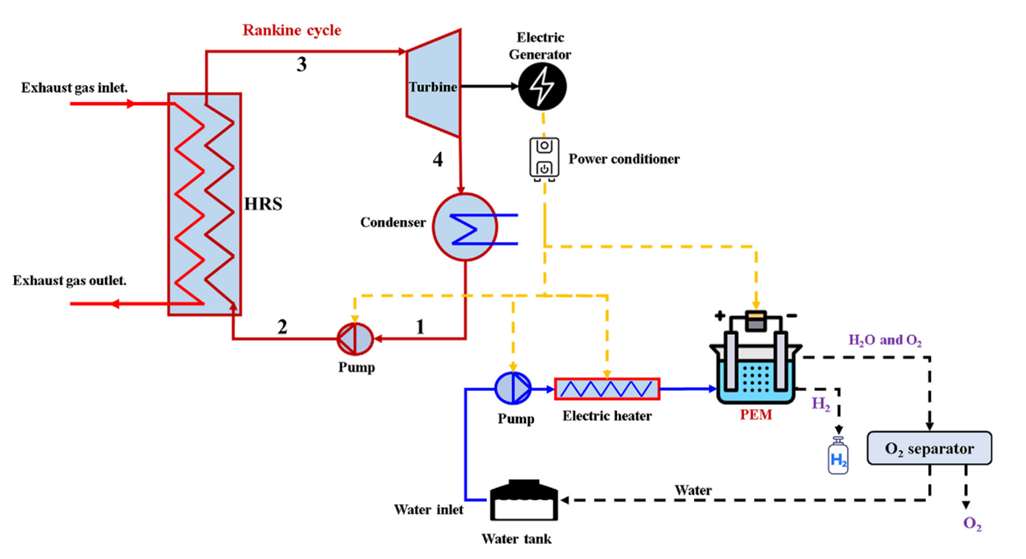 Rankine cycle
3
Electric
Generator
Exhaust gas inlet.
Turbine
4
Power conditioner
HRS
Condenser
Exhaust gas outlet.
2
1
Pump
+
−
H₂O and O₂
Pump
Electric heater
PEM
H₂
H₂
O₂ separator
Water
Water inlet
Water tank
O₂